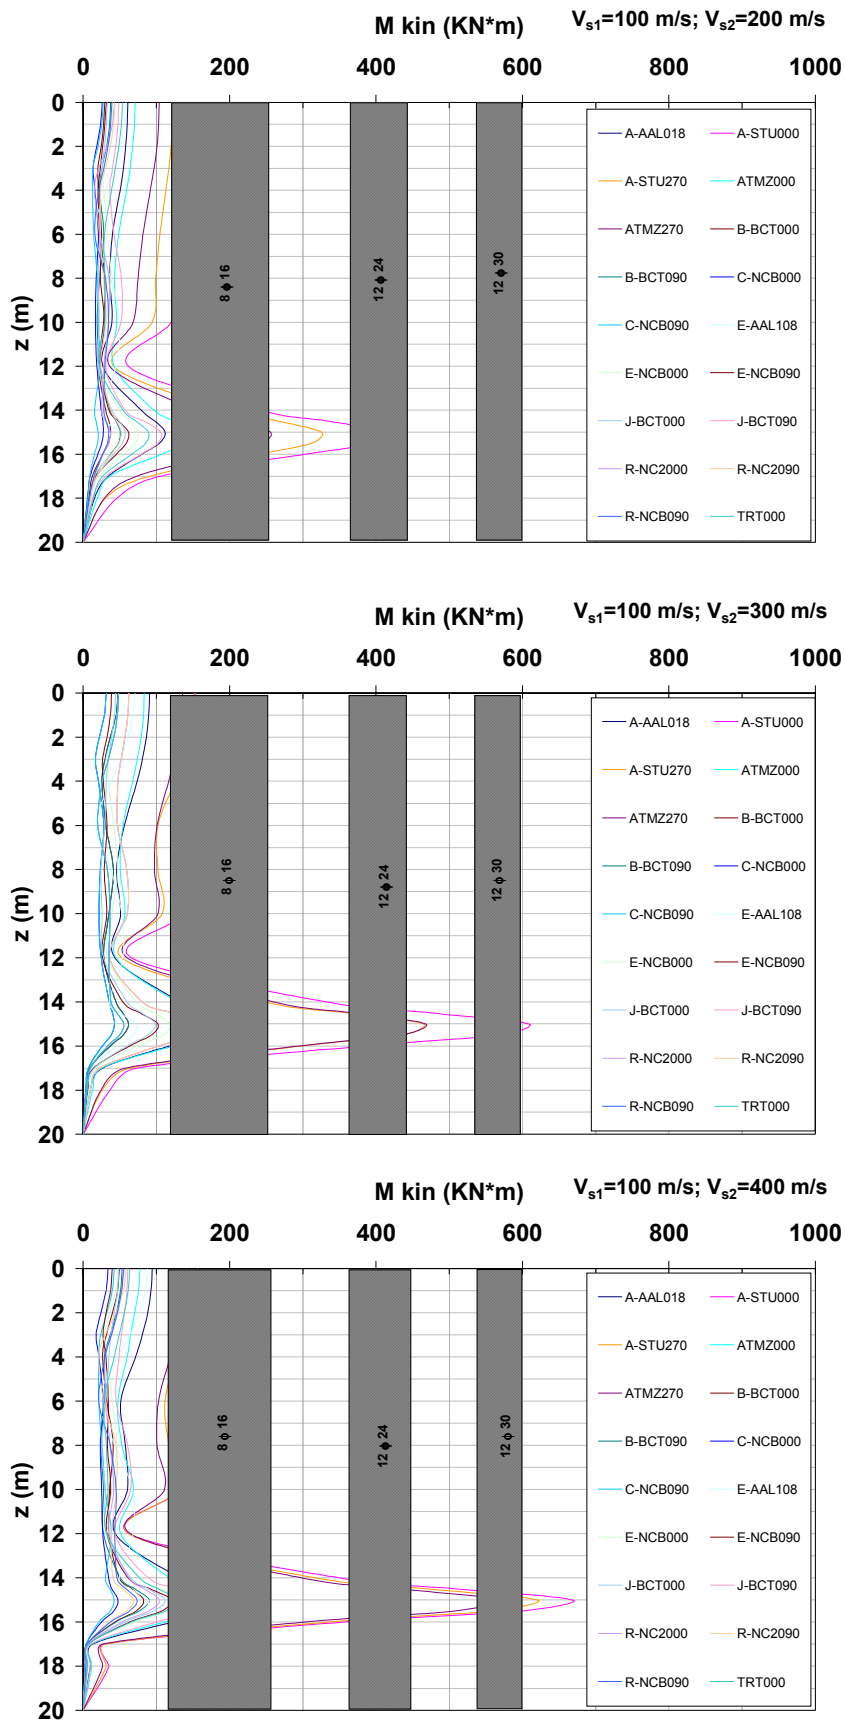 M kin (KN*m)
Vs1=100 m/s; Vs2=200 m/s
0 200 400 600 800 1000
0
2
4
6
8
10
12
14
16
18
20
z (m)
8 ϕ 16
12 ϕ 24
12 ϕ 30
A-AAL018 A-STU000
A-STU270 ATMZ000
ATMZ270 B-BCT000
B-BCT090 C-NCB000
C-NCB090 E-AAL108
E-NCB000 E-NCB090
J-BCT000 J-BCT090
R-NC2000 R-NC2090
R-NCB090 TRT000
M kin (KN*m)
Vs1=100 m/s; Vs2=300 m/s
0 200 400 600 800 1000
0
2
4
6
8
10
12
14
16
18
20
z (m)
8 ϕ 16
12 ϕ 24
12 ϕ 30
A-AAL018 A-STU000
A-STU270 ATMZ000
ATMZ270 B-BCT000
B-BCT090 C-NCB000
C-NCB090 E-AAL108
E-NCB000 E-NCB090
J-BCT000 J-BCT090
R-NC2000 R-NC2090
R-NCB090 TRT000
M kin (KN*m)
Vs1=100 m/s; Vs2=400 m/s
0 200 400 600 800 1000
0
2
4
6
8
10
12
14
16
18
20
z (m)
8 ϕ 16
12 ϕ 24
12 ϕ 30
A-AAL018 A-STU000
A-STU270 ATMZ000
ATMZ270 B-BCT000
B-BCT090 C-NCB000
C-NCB090 E-AAL108
E-NCB000 E-NCB090
J-BCT000 J-BCT090
R-NC2000 R-NC2090
R-NCB090 TRT000